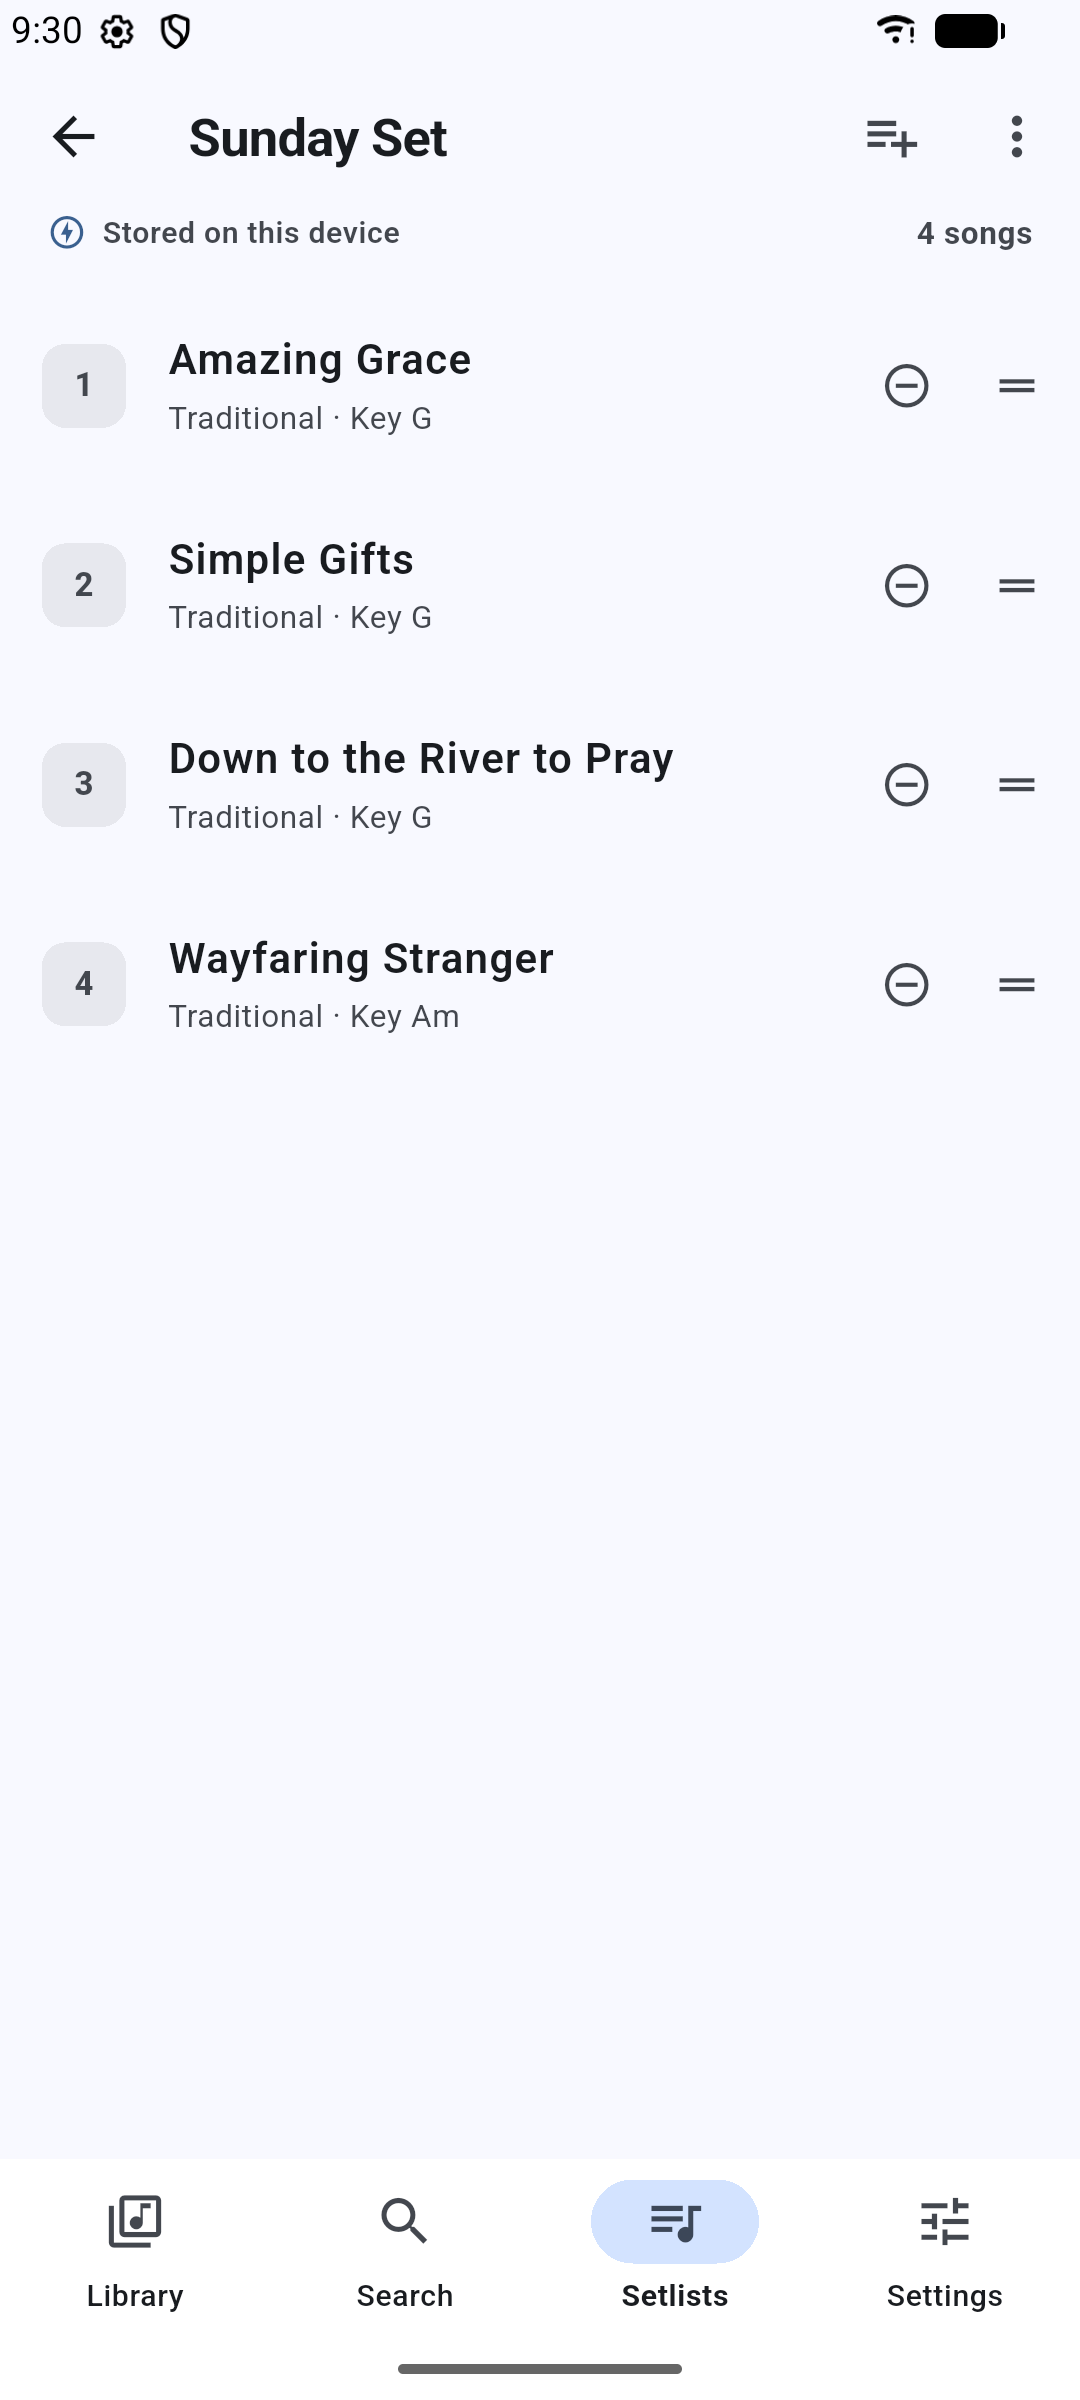 9:30
Sunday Set
Stored on this device
4 songs
1
Amazing Grace
Traditional · Key G
2
Simple Gifts
Traditional · Key G
3
Down to the River to Pray
Traditional · Key G
4
Wayfaring Stranger
Traditional · Key Am
Library
Search
Setlists
Settings